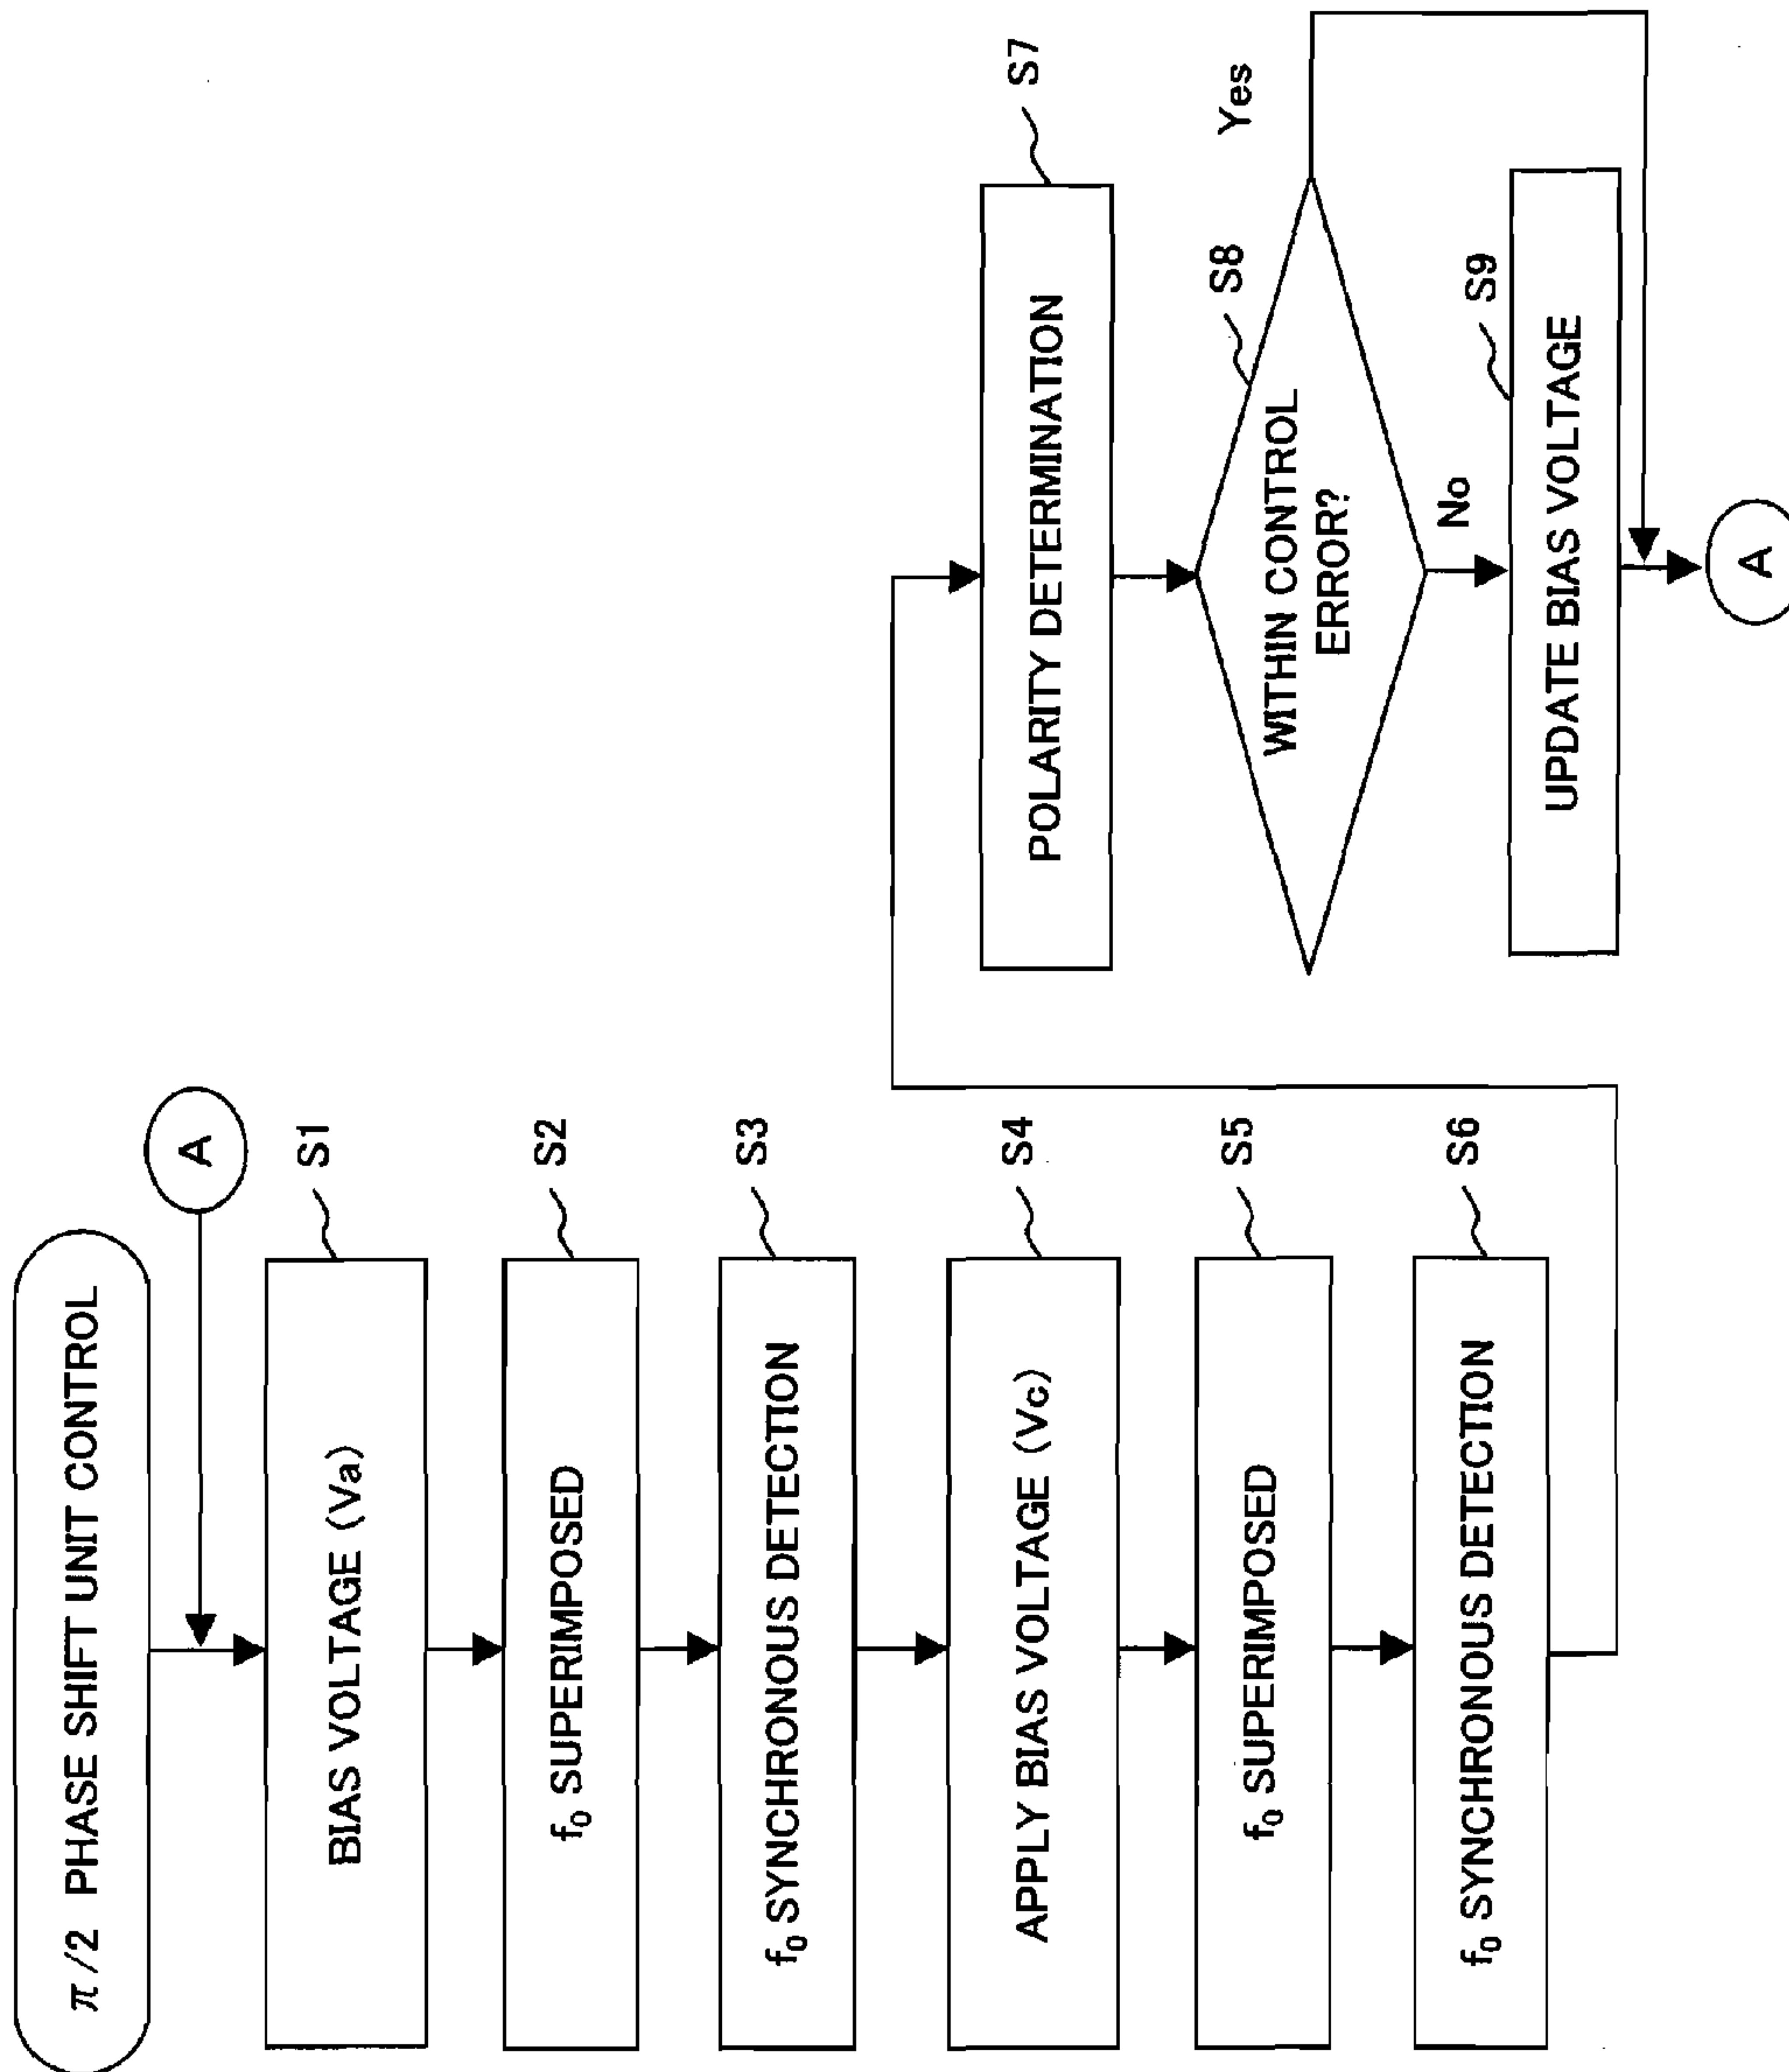 π/2 PHASE SHIFT UNIT CONTROL
A
S1
BIAS VOLTAGE (Va)
S2
f₀ SUPERIMPOSED
S3
f₀ SYNCHRONOUS DETECTION
S4
APPLY BIAS VOLTAGE (Vc)
S5
f₀ SUPERIMPOSED
S6
f₀ SYNCHRONOUS DETECTION
S7
POLARITY DETERMINATION
S8
WITHIN CONTROL
ERROR?
Yes
No
S9
UPDATE BIAS VOLTAGE
A